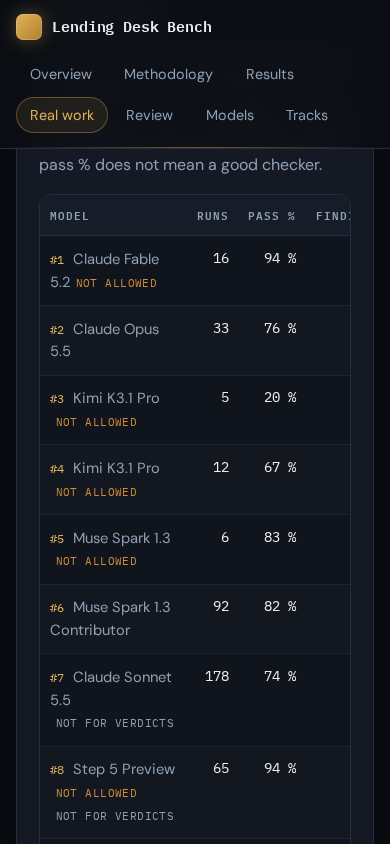 Lending Desk Bench
Overview Methodology Results
Real work Review Models Tracks
pass % does not mean a good checker.
MODEL RUNS PASS %
#1 Claude Fable 16 94 %
5.2 NOT ALLOWED
#2 Claude Opus 33 76 %
5.5
#3 Kimi K3.1 Pro 5 20 %
NOT ALLOWED
#4 Kimi K3.1 Pro 12 67 %
NOT ALLOWED
#5 Muse Spark 1.3 6 83 %
NOT ALLOWED
#6 Muse Spark 1.3 92 82 %
Contributor
#7 Claude Sonnet 178 74 %
5.5
NOT FOR VERDICTS
#8 Step 5 Preview 65 94 %
NOT ALLOWED
NOT FOR VERDICTS